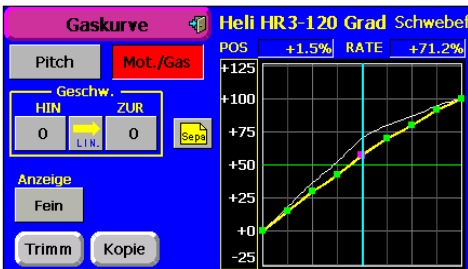 Gaskurve
Heli HR3-120 Grad Schwebef
Pitch
Mot./Gas
POS +1.5% RATE +71.2%
Geschw.
HIN
ZUR
0
LIN.
0
Sepa
Anzeige
Fein
Trimm
Kopie
+125
+100
+75
+50
+25
+0
-25